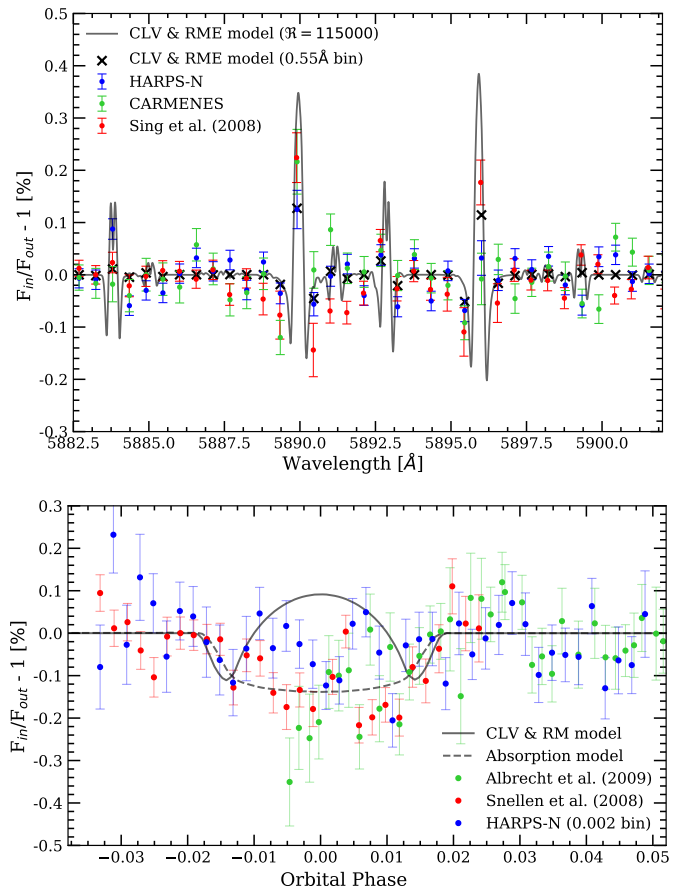 0.5
0.4
0.3
0.2
0.1
0.0
-0.1
-0.2
-0.3
F_in/F_out - 1 [%]
CLV & RME model (ℜ = 115000)
CLV & RME model (0.55Å bin)
HARPS-N
CARMENES
Sing et al. (2008)
5882.5 5885.0 5887.5 5890.0 5892.5 5895.0 5897.5 5900.0
Wavelength [Å]
0.3
0.2
0.1
0.0
-0.1
-0.2
-0.3
-0.4
-0.5
F_in/F_out - 1 [%]
CLV & RM model
Absorption model
Albrecht et al. (2009)
Snellen et al. (2008)
HARPS-N (0.002 bin)
−0.03 −0.02 −0.01 0.00 0.01 0.02 0.03 0.04 0.05
Orbital Phase